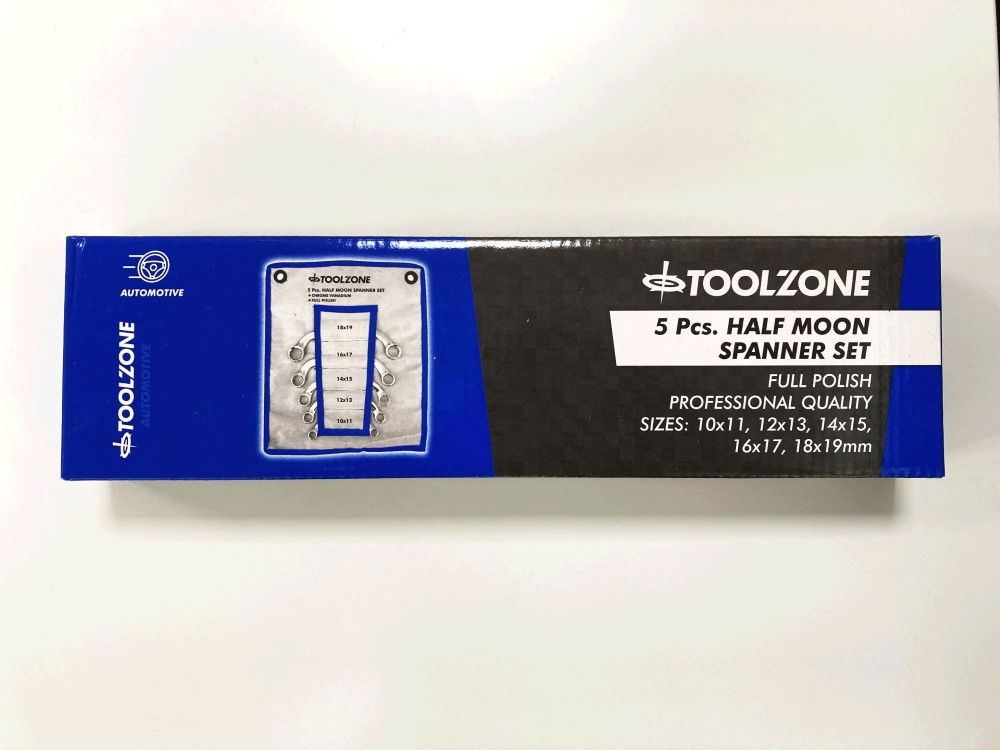 AUTOMOTIVE
TOOLZONE
AUTOMOTIVE
TOOLZONE
5 Pcs. HALF MOON SPANNER SET
CHROME VANADIUM
FULL POLISH
18x19
16x17
14x15
12x13
10x11
TOOLZONE
5 Pcs. HALF MOON
SPANNER SET
FULL POLISH
PROFESSIONAL QUALITY
SIZES: 10x11, 12x13, 14x15,
16x17, 18x19mm